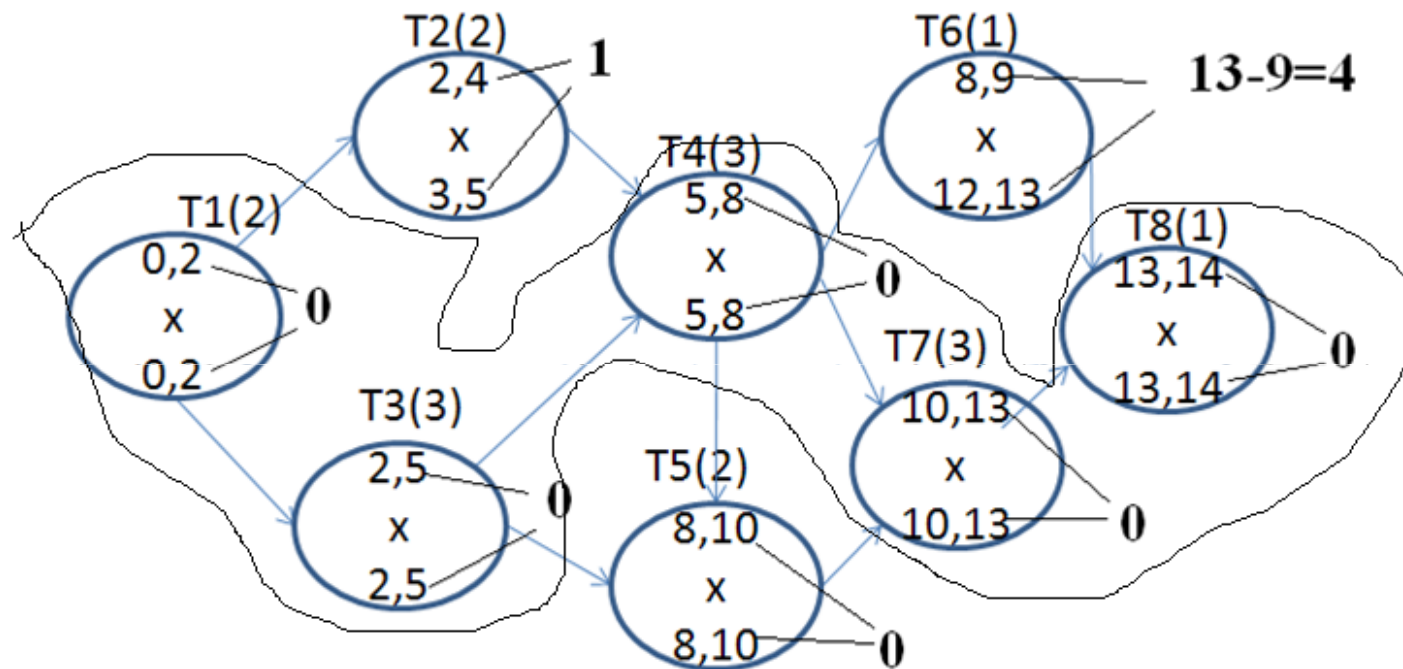 T2(2)
2,4
x
3,5
1
T6(1)
8,9
x
12,13
13-9=4
T1(2)
0,2
x
0,2
0
T4(3)
5,8
x
5,8
0
T8(1)
13,14
x
13,14
0
T3(3)
2,5
x
2,5
0
T5(2)
8,10
x
8,10
0
T7(3)
10,13
x
10,13
0